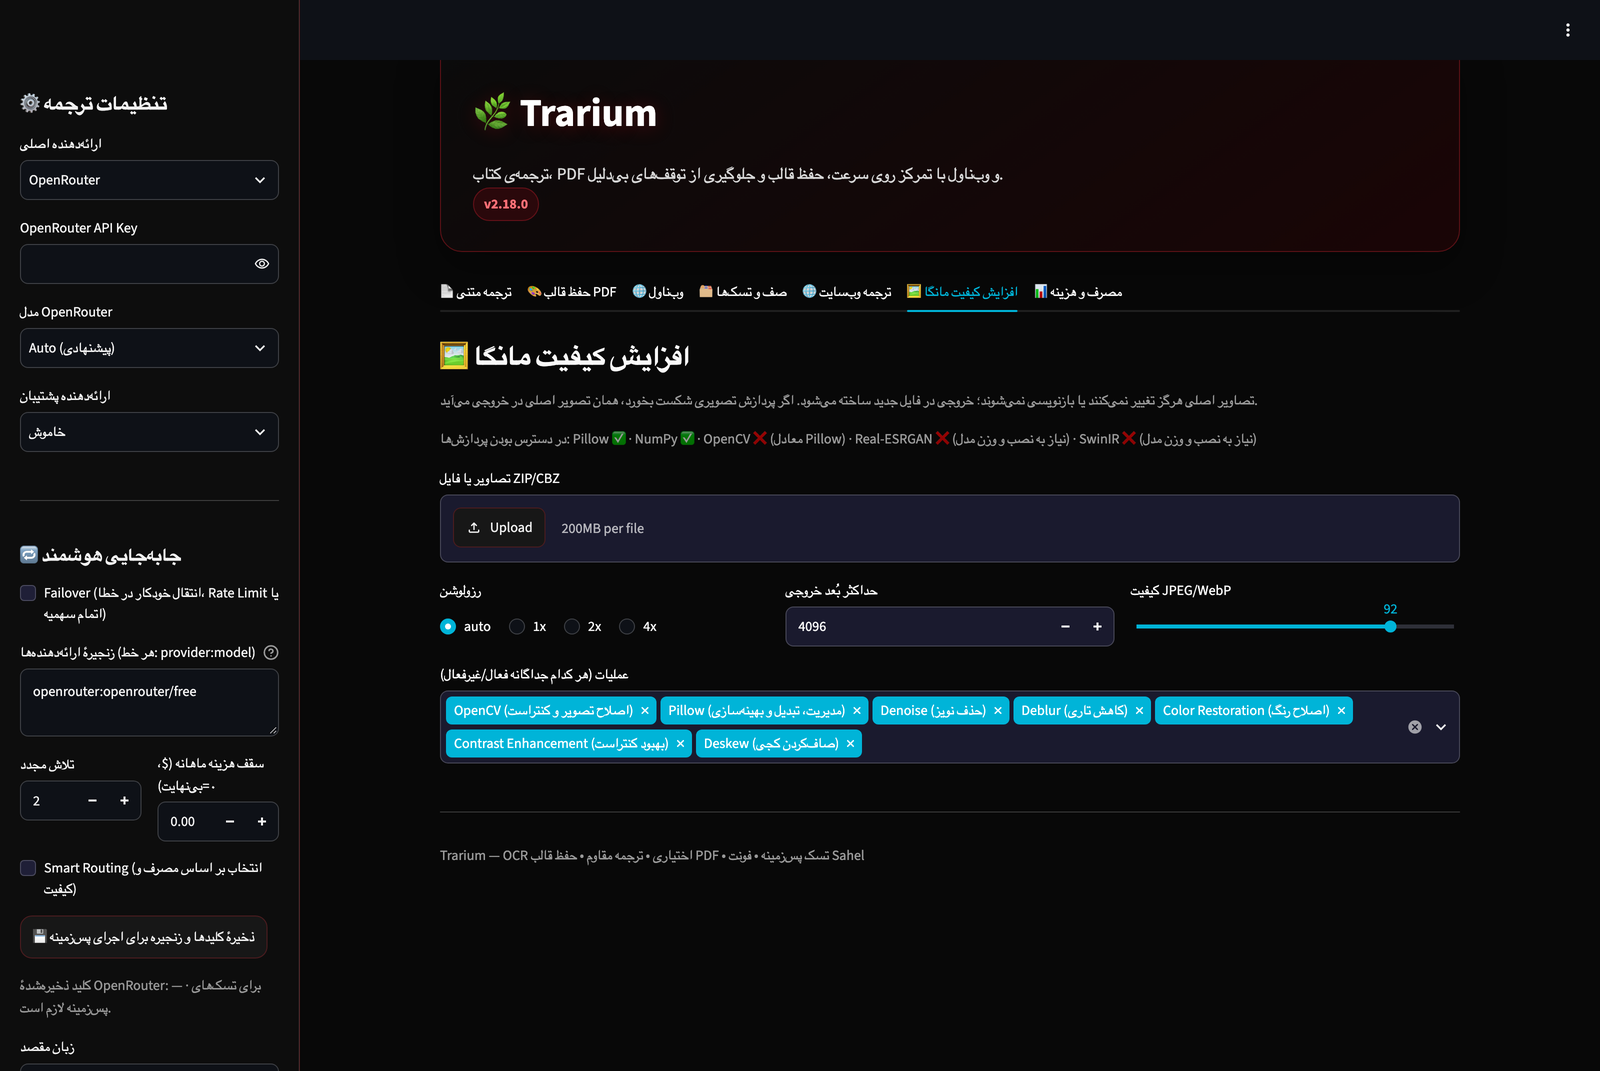 ⚙️ تنظیمات ترجمه
ارائه‌دهنده اصلی
OpenRouter
OpenRouter API Key
مدل OpenRouter
Auto (پیشنهادی)
ارائه‌دهنده پشتیبان
خاموش
🔁 جابه‌جایی هوشمند
Failover (انتقال خودکار در خطا، Rate Limit یا
اتمام سهمیه)
زنجیرهٔ ارائه‌دهنده‌ها (هر خط: provider:model)
openrouter:openrouter/free
تلاش مجدد
2
سقف هزینه ماهانه ($،
۰=بی‌نهایت)
0.00
Smart Routing (انتخاب بر اساس مصرف و
کیفیت)
💾 ذخیرهٔ کلیدها و زنجیره برای اجرای پس‌زمینه
کلید ذخیره‌شدهٔ OpenRouter: — · برای تسک‌های
پس‌زمینه لازم است.
زبان مقصد
🌿 Trarium
ترجمه‌ی کتاب، PDF و وب‌ناول با تمرکز روی سرعت، حفظ قالب و جلوگیری از توقف‌های بی‌دلیل.
v2.18.0
📄 ترجمه متنی
🎨 حفظ قالب PDF
🌐 وب‌ناول
🗂️ صف و تسک‌ها
🌐 ترجمه وب‌سایت
🖼️ افزایش کیفیت مانگا
📊 مصرف و هزینه
🖼️ افزایش کیفیت مانگا
تصاویر اصلی هرگز تغییر نمی‌کنند یا بازنویسی نمی‌شوند؛ خروجی در فایل جدید ساخته می‌شود. اگر پردازش تصویری شکست بخورد، همان تصویر اصلی در خروجی می‌آید.
در دسترس بودن پردازش‌ها: Pillow ✅ · NumPy ✅ · OpenCV ❌ (معادل Pillow) · Real-ESRGAN ❌ (نیاز به نصب و وزن مدل) · SwinIR ❌ (نیاز به نصب و وزن مدل)
تصاویر یا فایل ZIP/CBZ
Upload
200MB per file
رزولوشن
auto
1x
2x
4x
حداکثر بُعد خروجی
4096
کیفیت JPEG/WebP
92
عملیات (هر کدام جداگانه فعال/غیرفعال)
OpenCV (اصلاح تصویر و کنتراست)
Pillow (مدیریت، تبدیل و بهینه‌سازی)
Denoise (حذف نویز)
Deblur (کاهش تاری)
Color Restoration (اصلاح رنگ)
Contrast Enhancement (بهبود کنتراست)
Deskew (صاف‌کردن کجی)
Trarium — OCR اختیاری • ترجمه مقاوم • حفظ قالب PDF • تسک پس‌زمینه • فونت Sahel